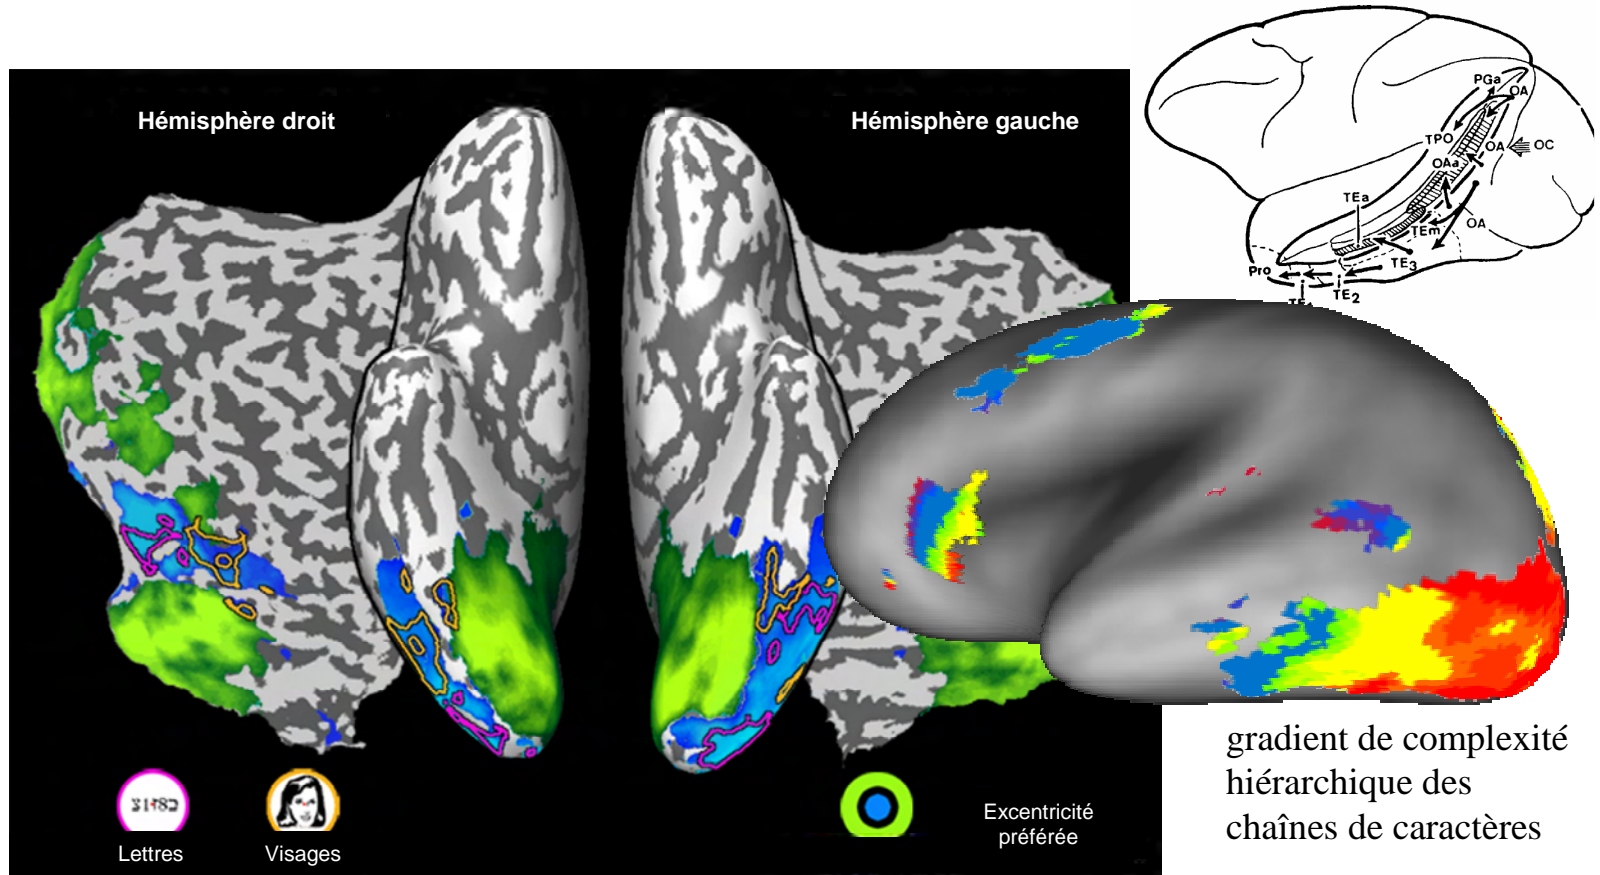 Hémisphère droit
Hémisphère gauche
PGa
OA
TPO
OA
OC
OAa
TEa
TEm
OA
TE3
Pro
TE2
Lettres
Visages
Excentricité
préférée
gradient de complexité
hiérarchique des
chaînes de caractères